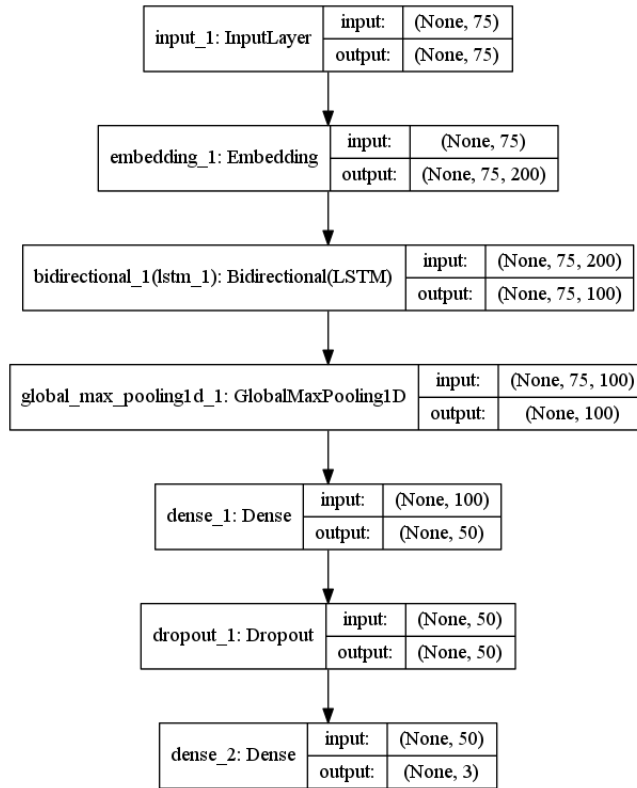 input_1: InputLayer
input: (None, 75)
output: (None, 75)
embedding_1: Embedding
input: (None, 75)
output: (None, 75, 200)
bidirectional_1(lstm_1): Bidirectional(LSTM)
input: (None, 75, 200)
output: (None, 75, 100)
global_max_pooling1d_1: GlobalMaxPooling1D
input: (None, 75, 100)
output: (None, 100)
dense_1: Dense
input: (None, 100)
output: (None, 50)
dropout_1: Dropout
input: (None, 50)
output: (None, 50)
dense_2: Dense
input: (None, 50)
output: (None, 3)